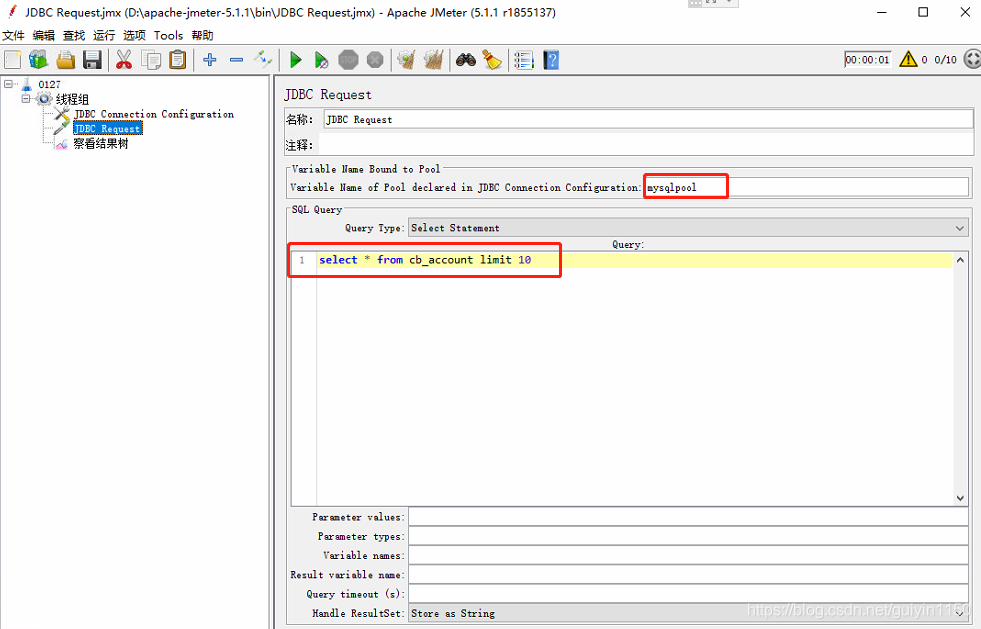 JDBC Request.jmx (D:\apache-jmeter-5.1.1\bin\JDBC Request.jmx) - Apache JMeter (5.1.1 r1855137)
文件 编辑 查找 运行 选项 Tools 帮助
00:00:01 0 0/10
0127
线程组
JDBC Connection Configuration
JDBC Request
察看结果树
JDBC Request
名称: JDBC Request
注释:
Variable Name Bound to Pool
Variable Name of Pool declared in JDBC Connection Configuration: mysqlpool
SQL Query
Query Type: Select Statement
Query:
1 select * from cb_account limit 10
Parameter values:
Parameter types:
Variable names:
Result variable name:
Query timeout (s):
Handle ResultSet: Store as String